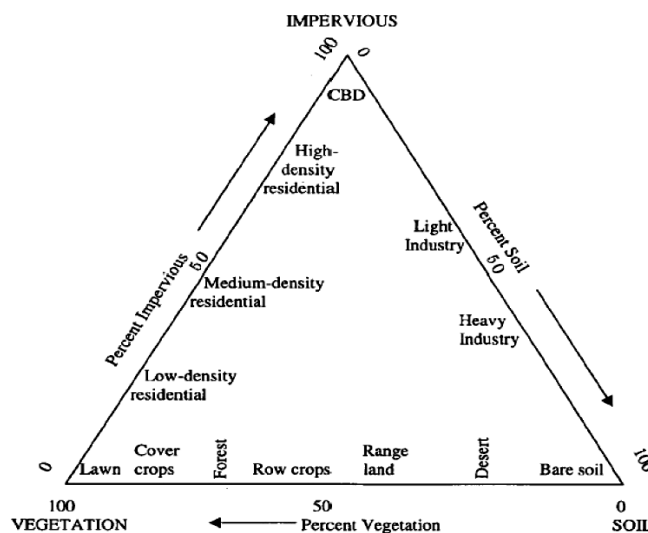 IMPERVIOUS
100
0
CBD
High-
density
residential
Percent Impervious
50
Light
Industry
Percent Soil
50
Medium-density
residential
Heavy
Industry
Low-density
residential
0
Lawn
Cover
crops
Forest
Row crops
Range
land
Desert
Bare soil
100
100
50
0
VEGETATION
Percent Vegetation
SOIL